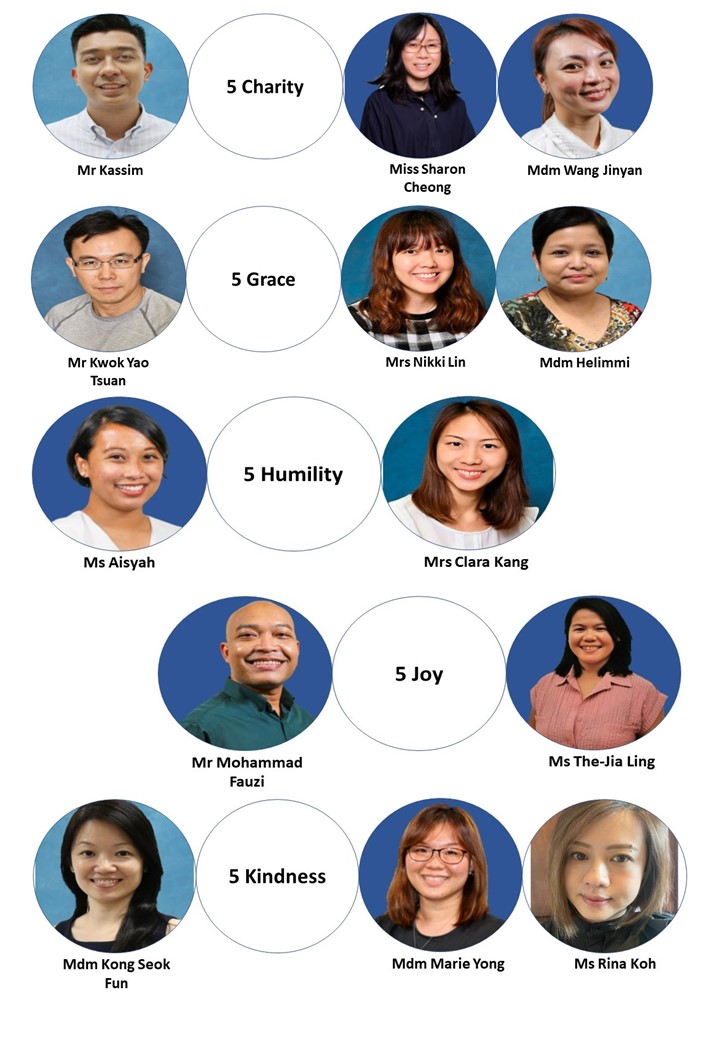 5 Charity
Mr Kassim
Miss Sharon
Cheong
Mdm Wang Jinyan
5 Grace
Mr Kwok Yao
Tsuan
Mrs Nikki Lin
Mdm Helimmi
5 Humility
Ms Aisyah
Mrs Clara Kang
5 Joy
Mr Mohammad
Fauzi
Ms The-Jia Ling
5 Kindness
Mdm Kong Seok
Fun
Mdm Marie Yong
Ms Rina Koh